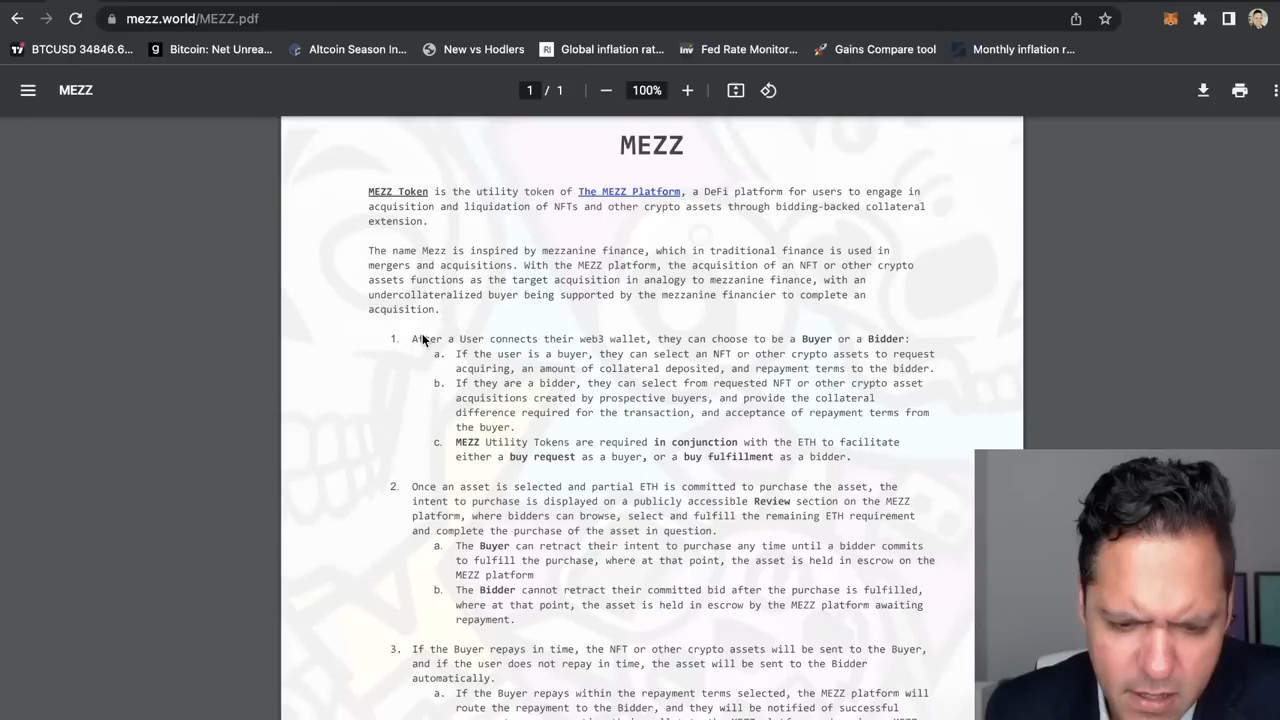 mezz.world/MEZZ.pdf
BTCUSD 34846.6... Bitcoin: Net Unrea... Altcoin Season In... New vs Hodlers Global inflation rat... Fed Rate Monitor... Gains Compare tool Monthly inflation r...
MEZZ 1 / 1 100%
MEZZ
MEZZ Token is the utility token of The MEZZ Platform, a DeFi platform for users to engage in
acquisition and liquidation of NFTs and other crypto assets through bidding-backed collateral
extension.
The name Mezz is inspired by mezzanine finance, which in traditional finance is used in
mergers and acquisitions. With the MEZZ platform, the acquisition of an NFT or other crypto
assets functions as the target acquisition in analogy to mezzanine finance, with an
undercollateralized buyer being supported by the mezzanine financier to complete an
acquisition.
1. After a User connects their web3 wallet, they can choose to be a Buyer or a Bidder:
a. If the user is a buyer, they can select an NFT or other crypto assets to request
acquiring, an amount of collateral deposited, and repayment terms to the bidder.
b. If they are a bidder, they can select from requested NFT or other crypto asset
acquisitions created by prospective buyers, and provide the collateral
difference required for the transaction, and acceptance of repayment terms from
the buyer.
c. MEZZ Utility Tokens are required in conjunction with the ETH to facilitate
either a buy request as a buyer, or a buy fulfillment as a bidder.
2. Once an asset is selected and partial ETH is committed to purchase the asset, the
intent to purchase is displayed on a publicly accessible Review section on the MEZZ
platform, where bidders can browse, select and fulfill the remaining ETH requirement
and complete the purchase of the asset in question.
a. The Buyer can retract their intent to purchase any time until a bidder commits
to fulfill the purchase, where at that point, the asset is held in escrow on the
MEZZ platform
b. The Bidder cannot retract their committed bid after the purchase is fulfilled,
where at that point, the asset is held in escrow by the MEZZ platform awaiting
repayment.
3. If the Buyer repays in time, the NFT or other crypto assets will be sent to the Buyer,
and if the user does not repay in time, the asset will be sent to the Bidder
automatically.
a. If the Buyer repays within the repayment terms selected, the MEZZ platform will
route the repayment to the Bidder, and they will be notified of successful